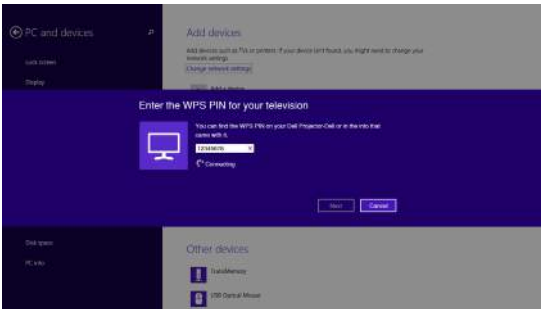 PC and devices
Lock screen
Display
Disk space
PC info
Add devices
Add devices such as TVs or printers. If your device isn't found, you might need to change your
network settings.
Change network settings
Add a device
Enter the WPS PIN for your television
You can find the WPS PIN on your Dell Projector-Zeli or in the info that
came with it.
Connecting
Next
Cancel
Other devices
TransMemory
USB Optical Mouse